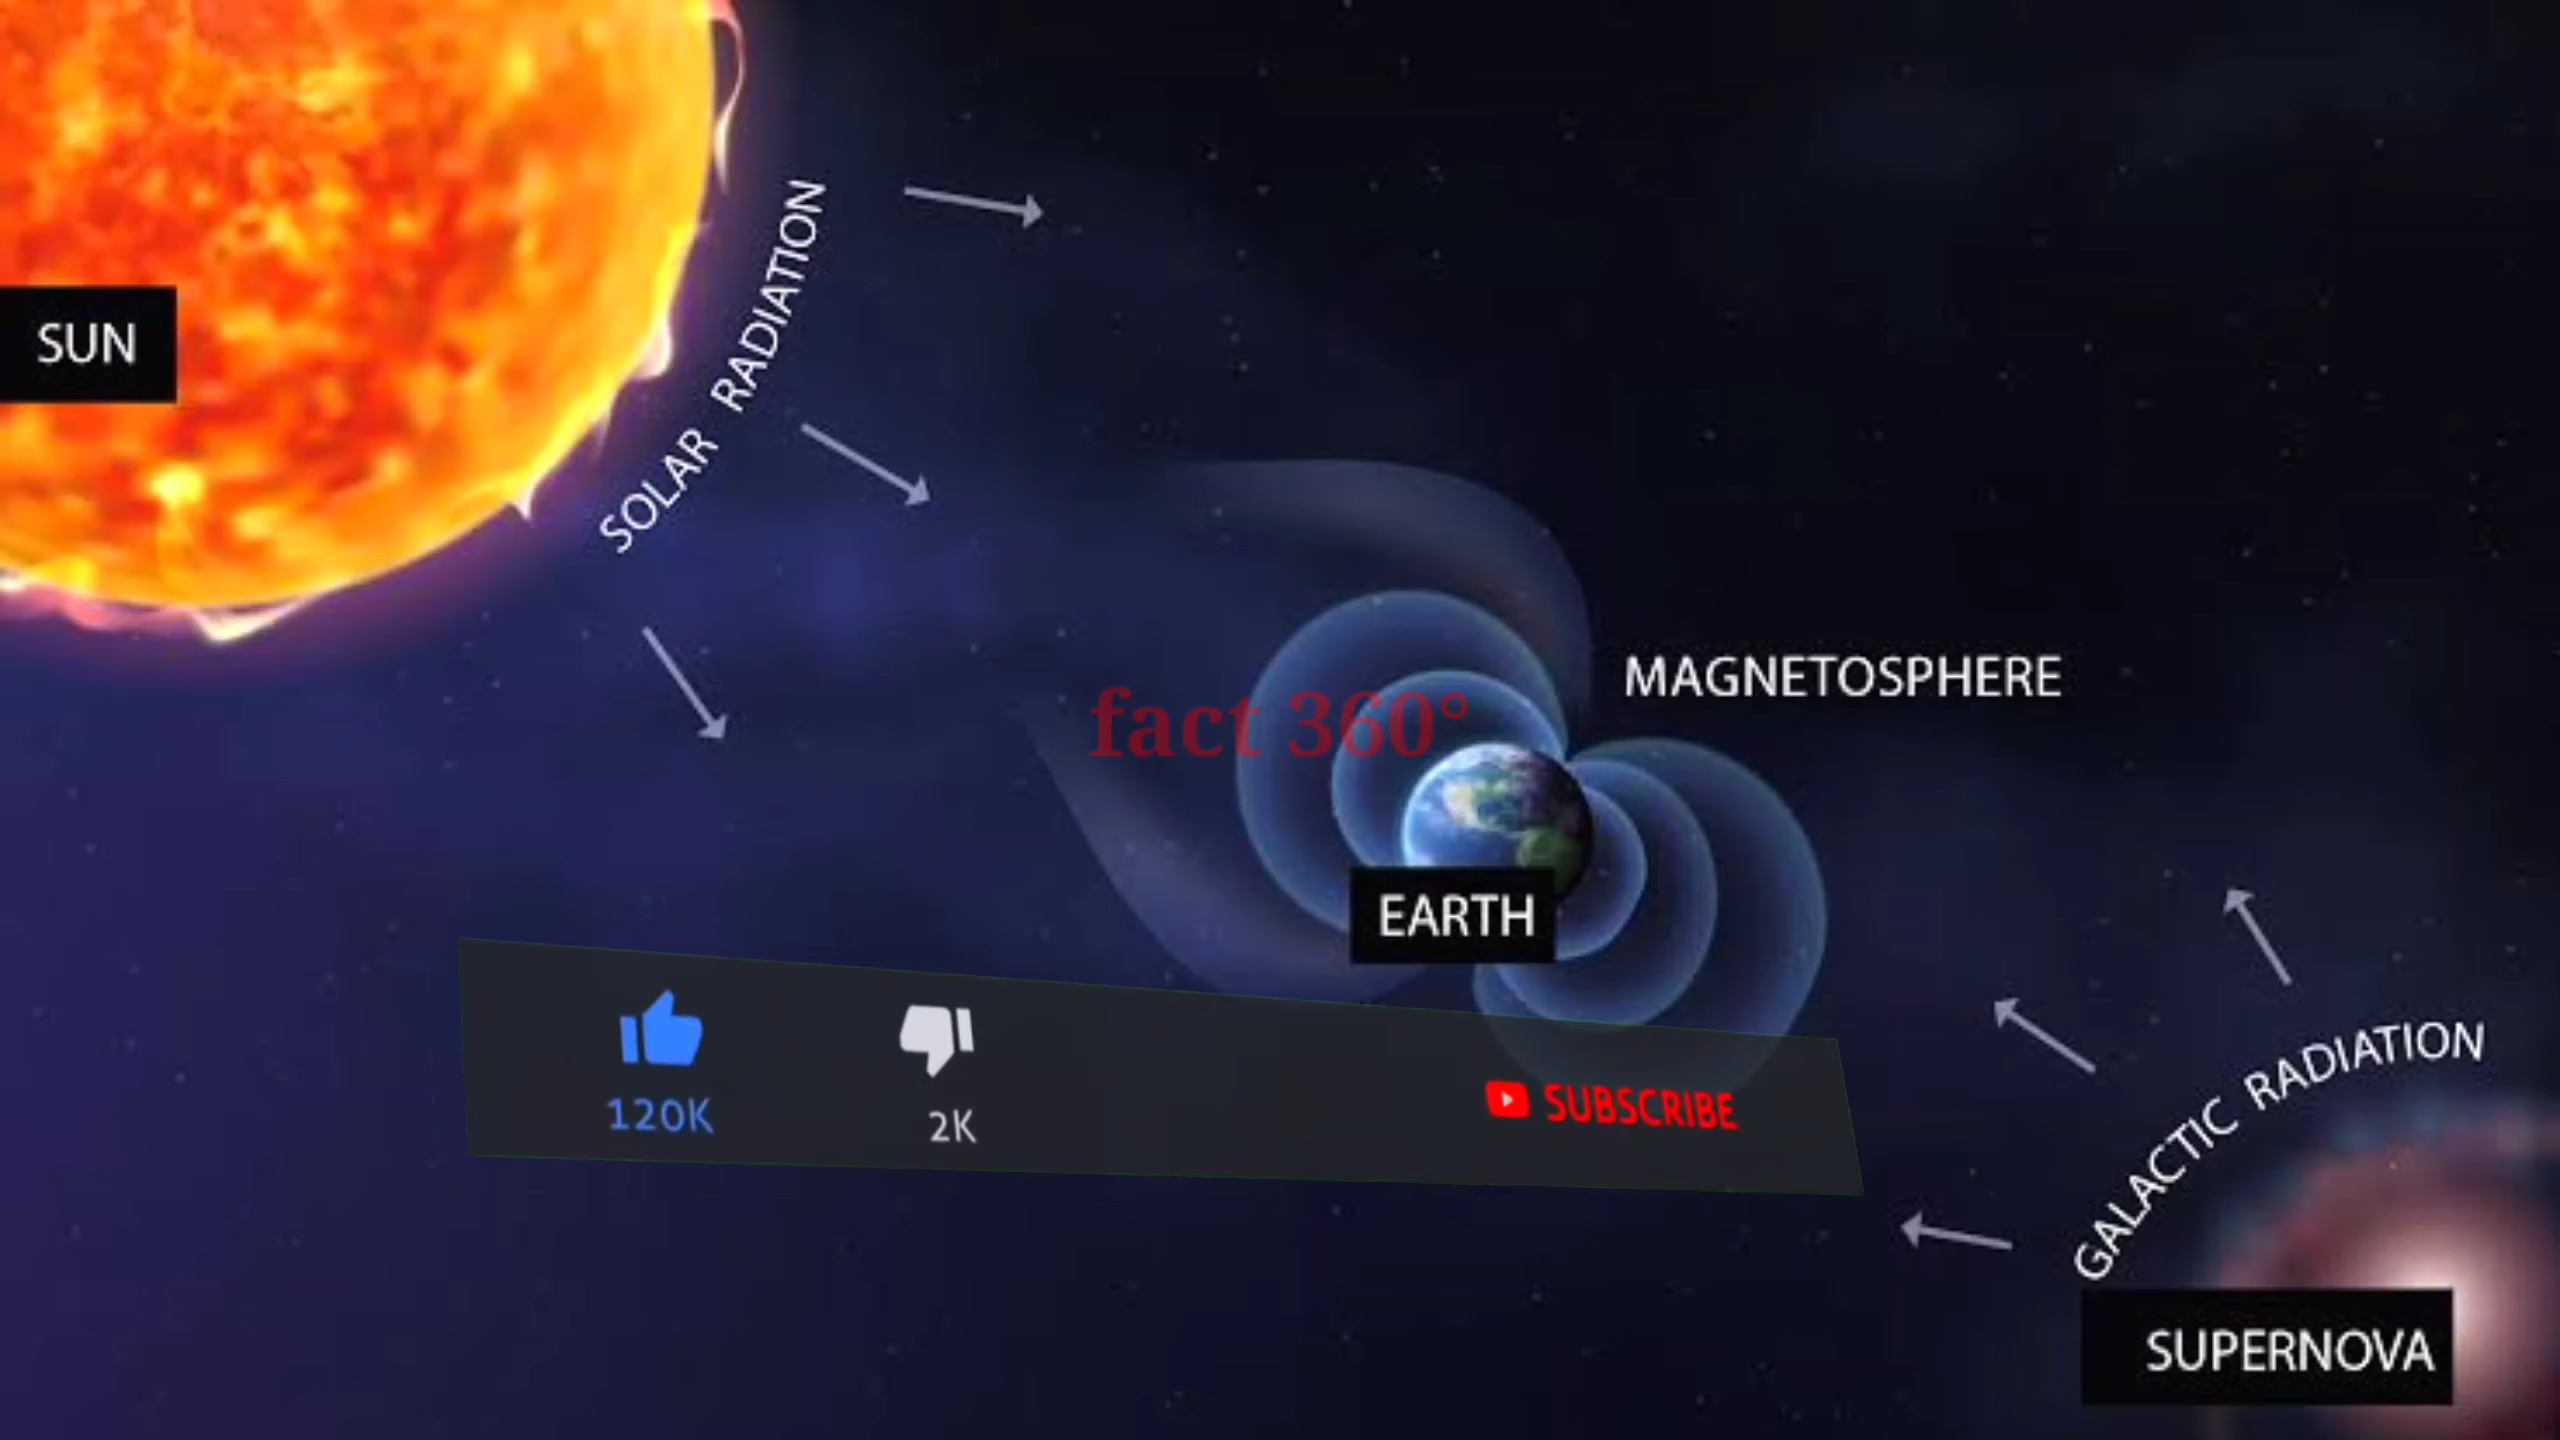 SUN
SOLAR RADIATION
MAGNETOSPHERE
fact 360°
EARTH
120K
2K
SUBSCRIBE
GALACTIC RADIATION
SUPERNOVA